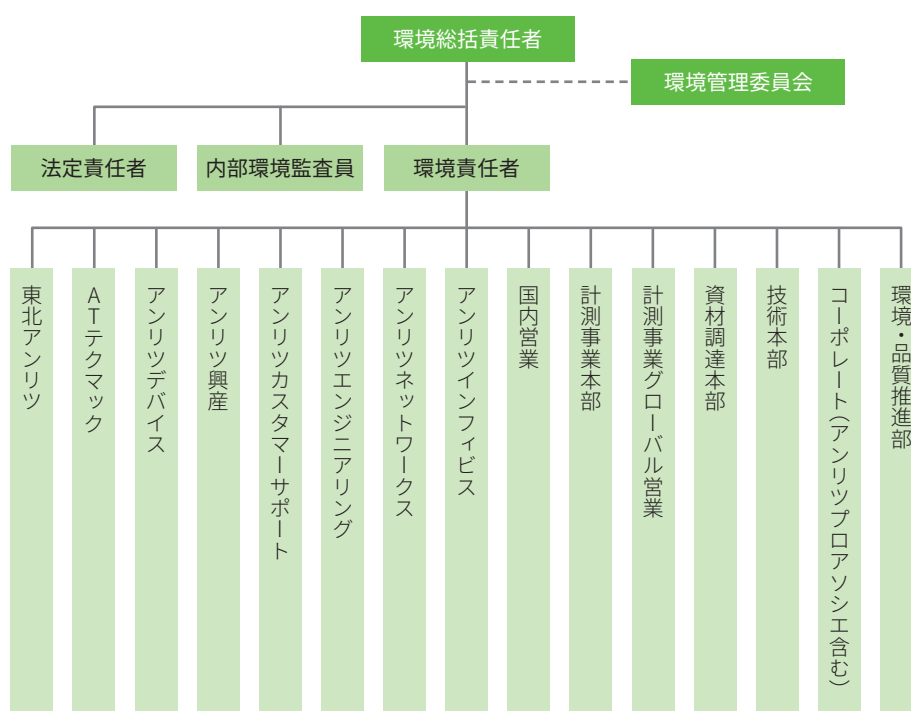 環境総括責任者
環境管理委員会
法定責任者
内部環境監査員
環境責任者
東北アンリツ
ATテクマック
アンリツデバイス
アンリツ興産
アンリツカスタマーサポート
アンリツエンジニアリング
アンリツネットワークス
アンリツインフィビス
国内営業
計測事業本部
計測事業グローバル営業
資材調達本部
技術本部
コーポレート(アンリツプロアソシエ含む)
環境・品質推進部